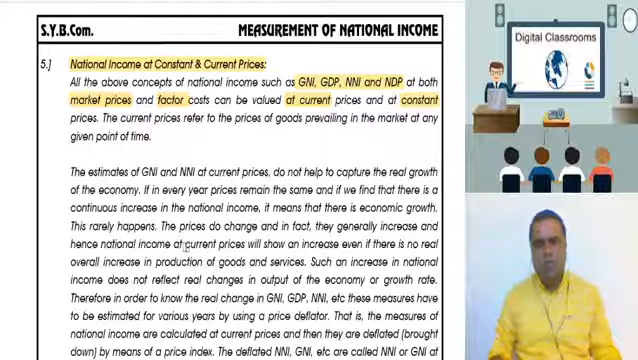 S.Y.B.Com.
MEASUREMENT OF NATIONAL INCOME
5.] National Income at Constant & Current Prices:
All the above concepts of national income such as GNI, GDP, NNI and NDP at both
market prices and factor costs can be valued at current prices and at constant
prices. The current prices refer to the prices of goods prevailing in the market at any
given point of time.
The estimates of GNI and NNI at current prices, do not help to capture the real growth
of the economy. If in every year prices remain the same and if we find that there is a
continuous increase in the national income, it means that there is economic growth.
This rarely happens. The prices do change and in fact, they generally increase and
hence national income at current prices will show an increase even if there is no real
overall increase in production of goods and services. Such an increase in national
income does not reflect real changes in output of the economy or growth rate.
Therefore in order to know the real change in GNI, GDP, NNI, etc these measures have
to be estimated for various years by using a price deflator. That is, the measures of
national income are calculated at current prices and then they are deflated (brought
down) by means of a price index. The deflated NNI, GNI, etc are called NNI or GNI at
Digital Classrooms